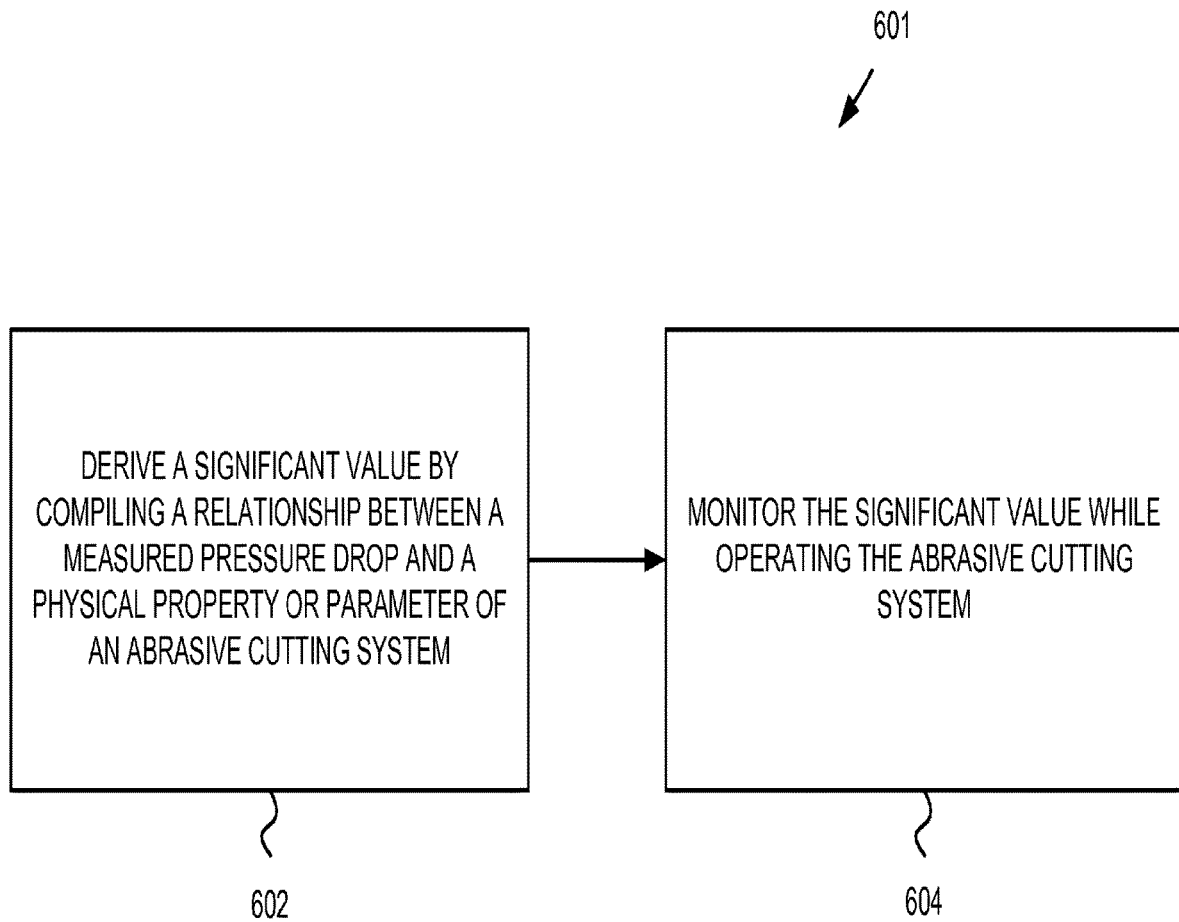 601
DERIVE A SIGNIFICANT VALUE BY
COMPILING A RELATIONSHIP BETWEEN A
MEASURED PRESSURE DROP AND A
PHYSICAL PROPERTY OR PARAMETER OF
AN ABRASIVE CUTTING SYSTEM
MONITOR THE SIGNIFICANT VALUE WHILE
OPERATING THE ABRASIVE CUTTING
SYSTEM
602
604